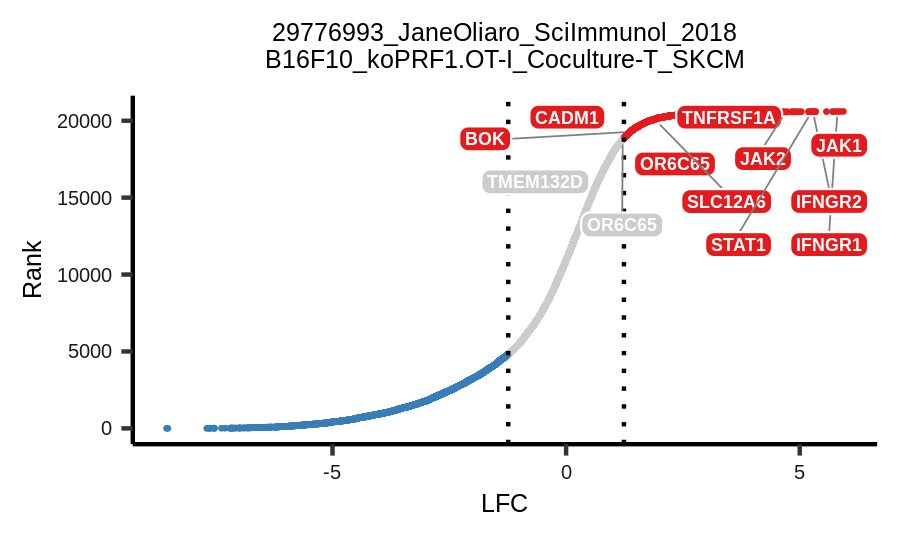 29776993_JaneOliaro_SciImmunol_2018
B16F10_koPRF1.OT-I_Coculture-T_SKCM
20000
15000
10000
5000
0
Rank
CADM1
TNFRSF1A
BOK
JAK1
JAK2
OR6C65
TMEM132D
SLC12A6
IFNGR2
OR6C65
STAT1
IFNGR1
-5
0
5
LFC